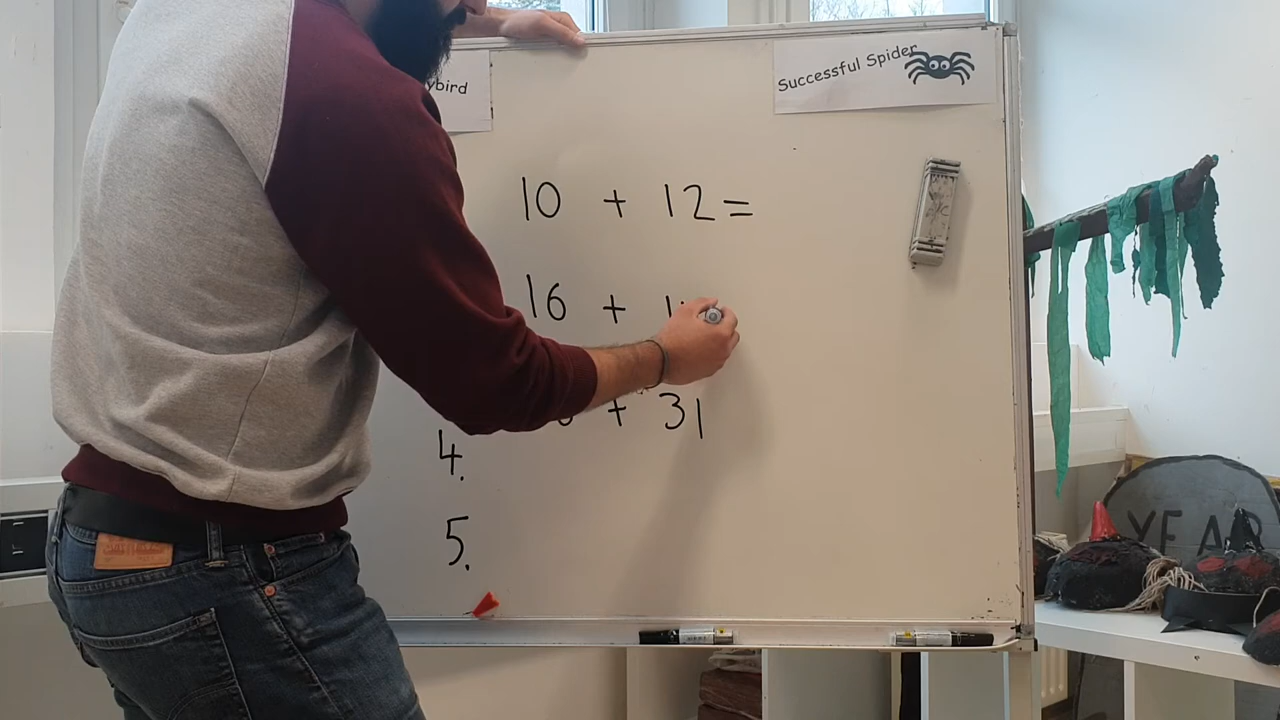 ybird
Successful Spider
10 + 12 =
16 +
+ 31
4.
5.
YEAR